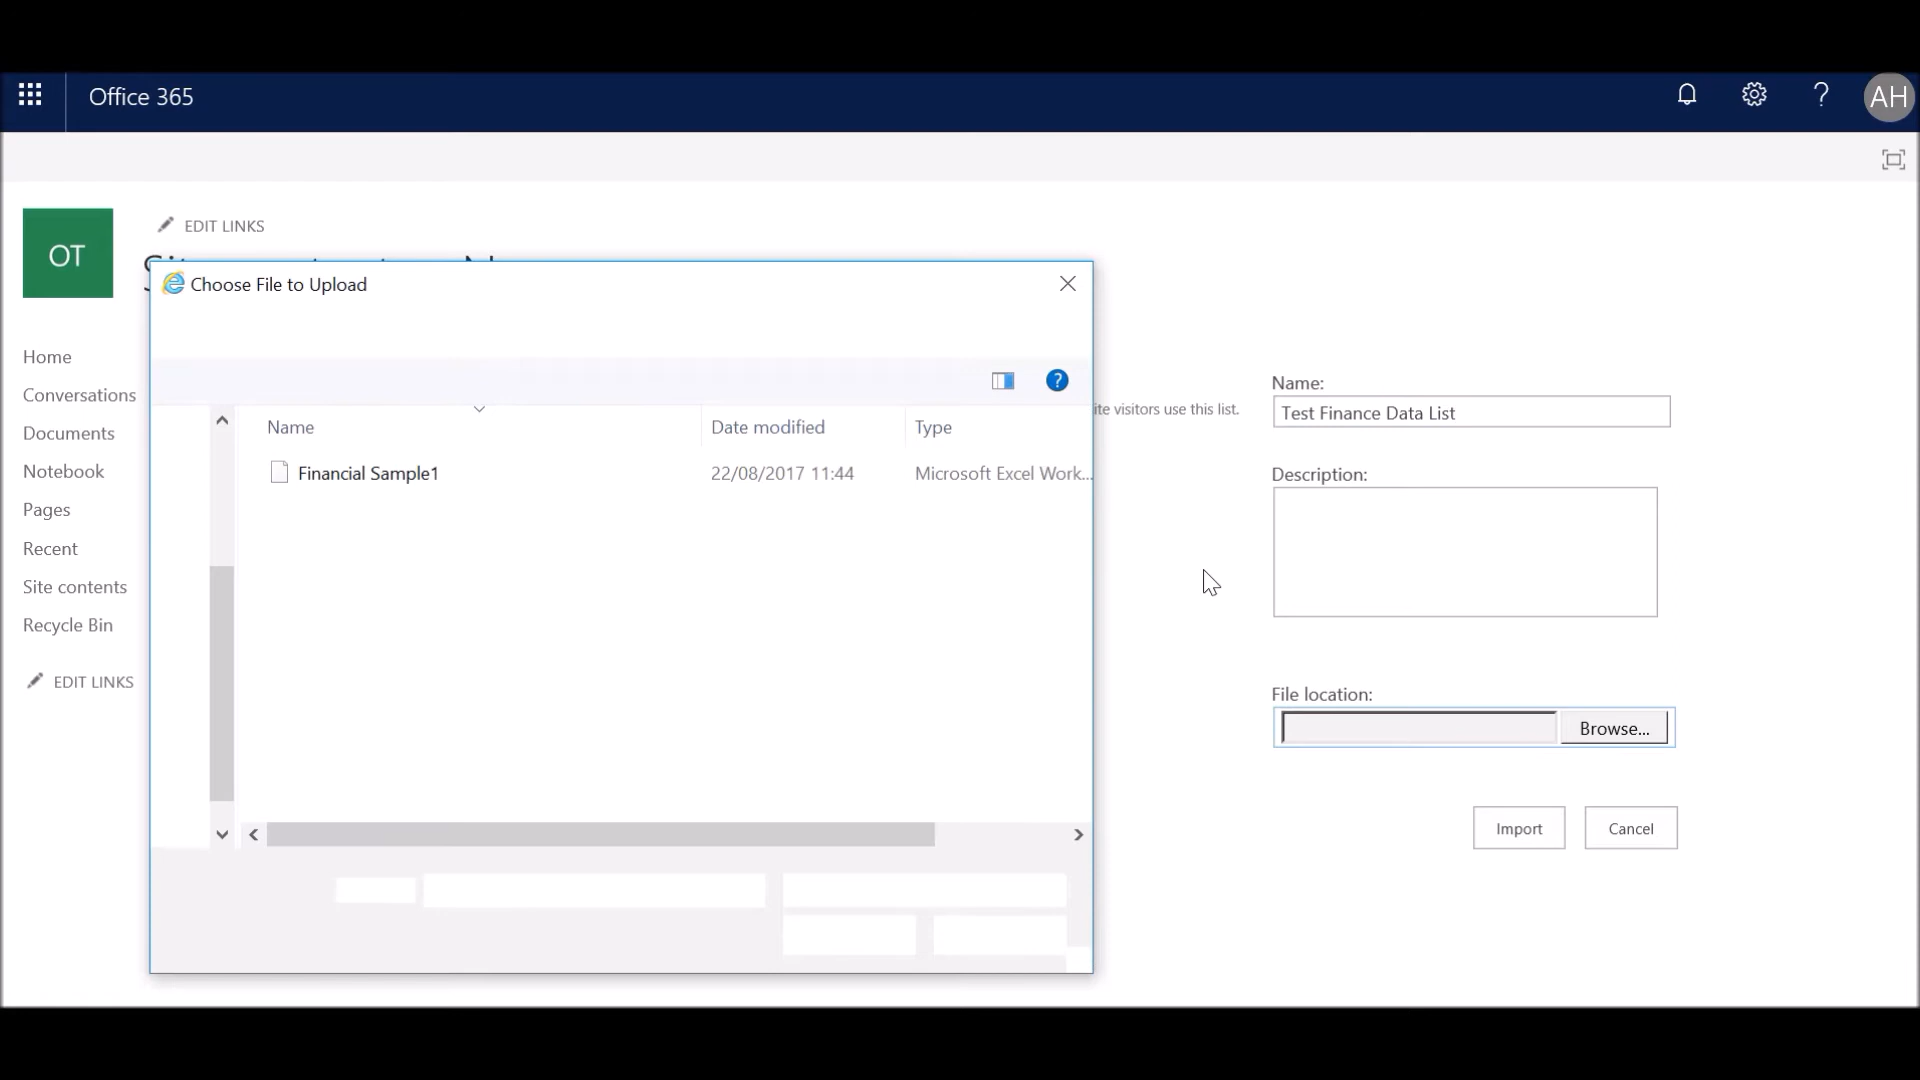 Office 365
AH
OT
EDIT LINKS
Choose File to Upload
Home
Conversations
Documents
Notebook
Pages
Recent
Site contents
Recycle Bin
EDIT LINKS
Name Date modified Type
Financial Sample1 22/08/2017 11:44 Microsoft Excel Work...
ite visitors use this list.
Name:
Test Finance Data List
Description:
File location:
Browse...
Import Cancel